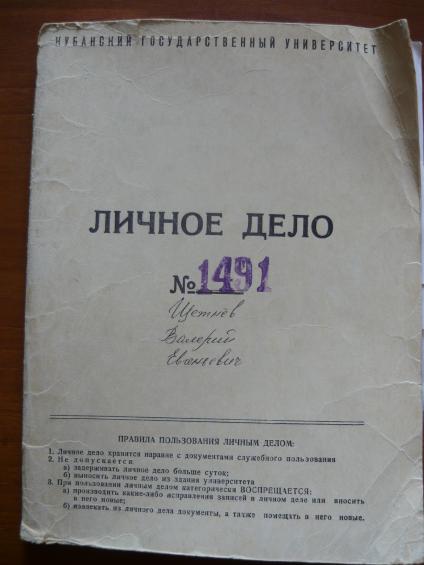 КУБАНСКИЙ ГОСУДАРСТВЕННЫЙ УНИВЕРСИТЕТ
ЛИЧНОЕ ДЕЛО
№ 1491
Щетнёв
Валерий
Евгеньевич
ПРАВИЛА ПОЛЬЗОВАНИЯ ЛИЧНЫМ ДЕЛОМ:
1. Личное дело хранится наравне с документами служебного пользования
2. Не допускается
а) задерживать личное дело больше суток;
б) выносить личное дело из здания университета
3. При пользовании личным делом категорически ВОСПРЕЩАЕТСЯ:
а) производить какие-либо исправления записей в личном деле или вносить
в него новые;
б) извлекать из личного дела документы, а также помещать в него новые.